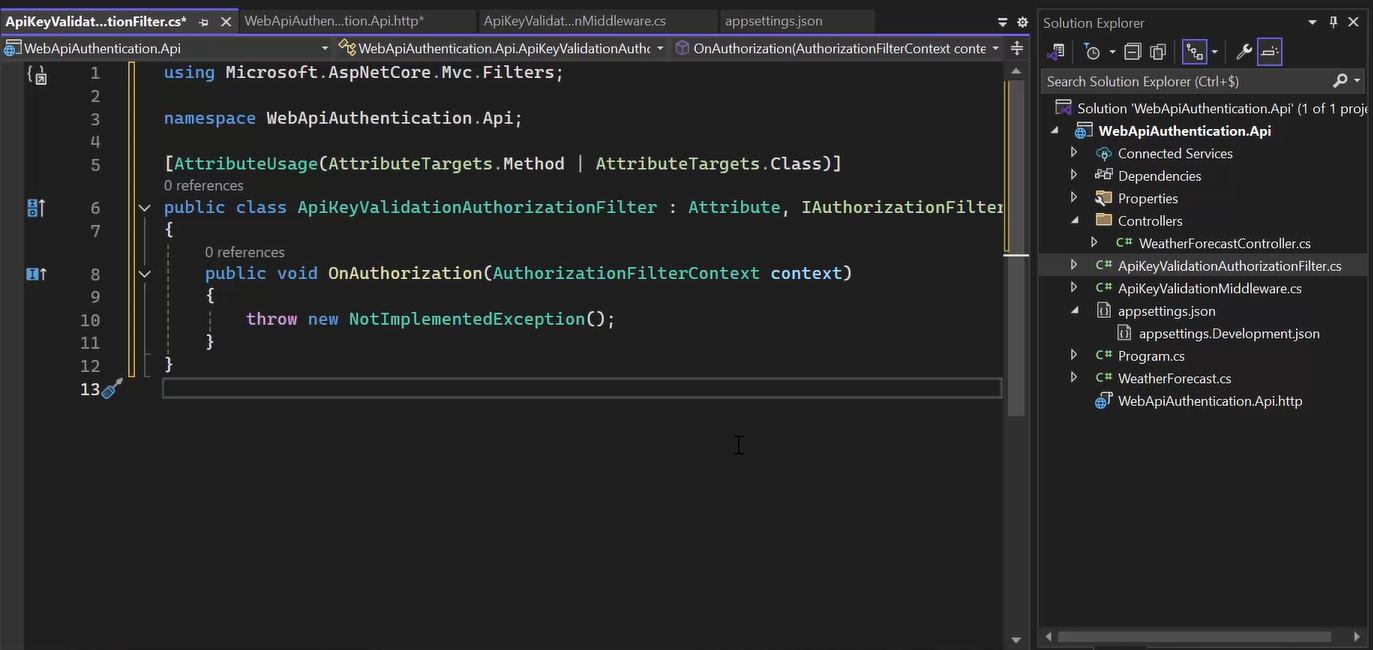 ApiKeyValidat...tionFilter.cs*
WebApiAuthen...tion.Api.http*
ApiKeyValidat...nMiddleware.cs
appsettings.json
WebApiAuthentication.Api
WebApiAuthentication.Api.ApiKeyValidationAuthc
OnAuthorization(AuthorizationFilterContext conte
1 using Microsoft.AspNetCore.Mvc.Filters;
2
3 namespace WebApiAuthentication.Api;
4
5 [AttributeUsage(AttributeTargets.Method | AttributeTargets.Class)]
0 references
6 public class ApiKeyValidationAuthorizationFilter : Attribute, IAuthorizationFilter
7 {
0 references
8 public void OnAuthorization(AuthorizationFilterContext context)
9 {
10 throw new NotImplementedException();
11 }
12 }
13
Solution Explorer
Search Solution Explorer (Ctrl+$)
Solution 'WebApiAuthentication.Api' (1 of 1 proje
WebApiAuthentication.Api
Connected Services
Dependencies
Properties
Controllers
C# WeatherForecastController.cs
C# ApiKeyValidationAuthorizationFilter.cs
C# ApiKeyValidationMiddleware.cs
appsettings.json
appsettings.Development.json
C# Program.cs
C# WeatherForecast.cs
WebApiAuthentication.Api.http